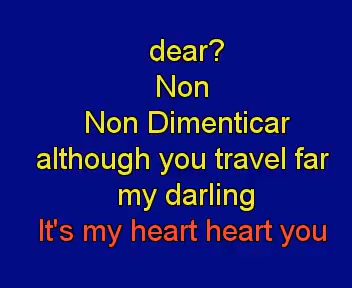 dear?
Non
Non Dimenticar
although you travel far
my darling
It's my heart heart you